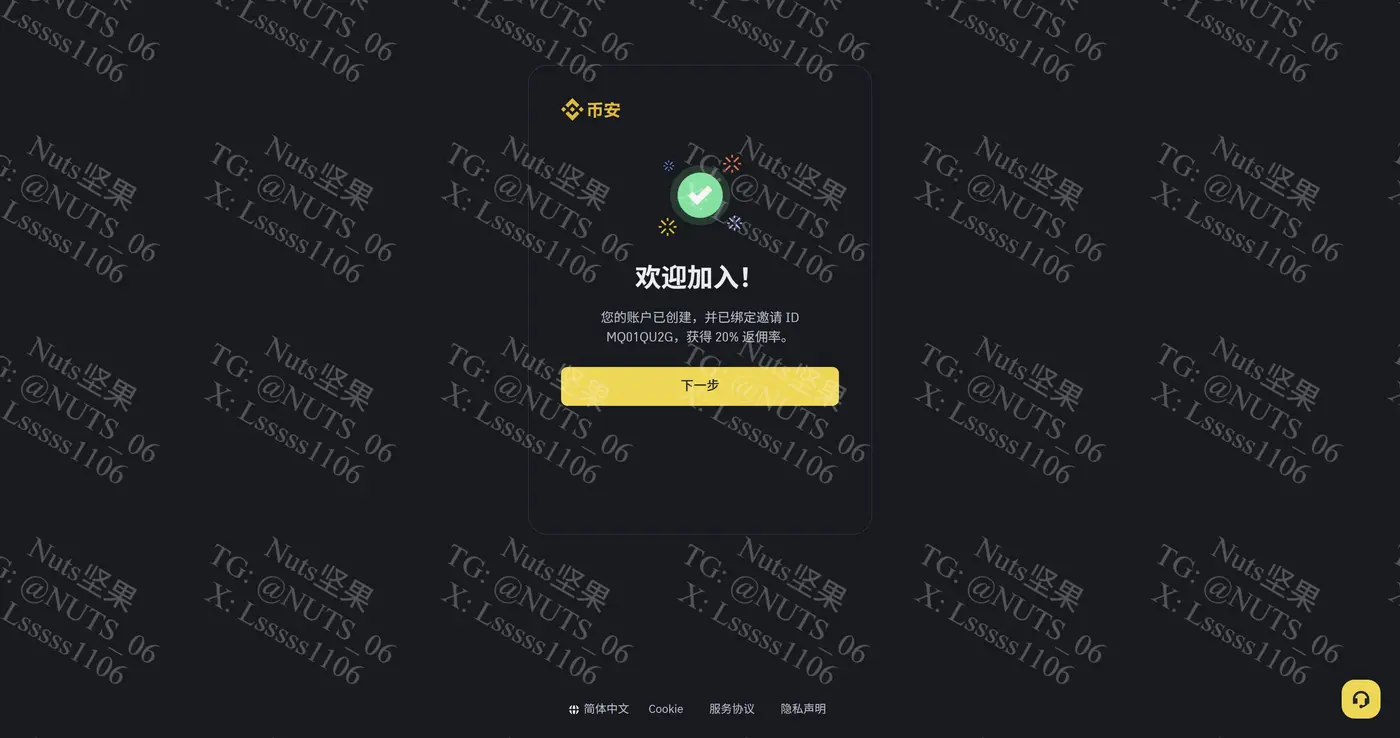 币安
欢迎加入！
您的账户已创建，并已绑定邀请 ID
MQ01QU2G，获得 20% 返佣率。
下一步
简体中文 Cookie 服务协议 隐私声明
Nuts坚果
TG: @NUTS_06
X: Lsssss1106